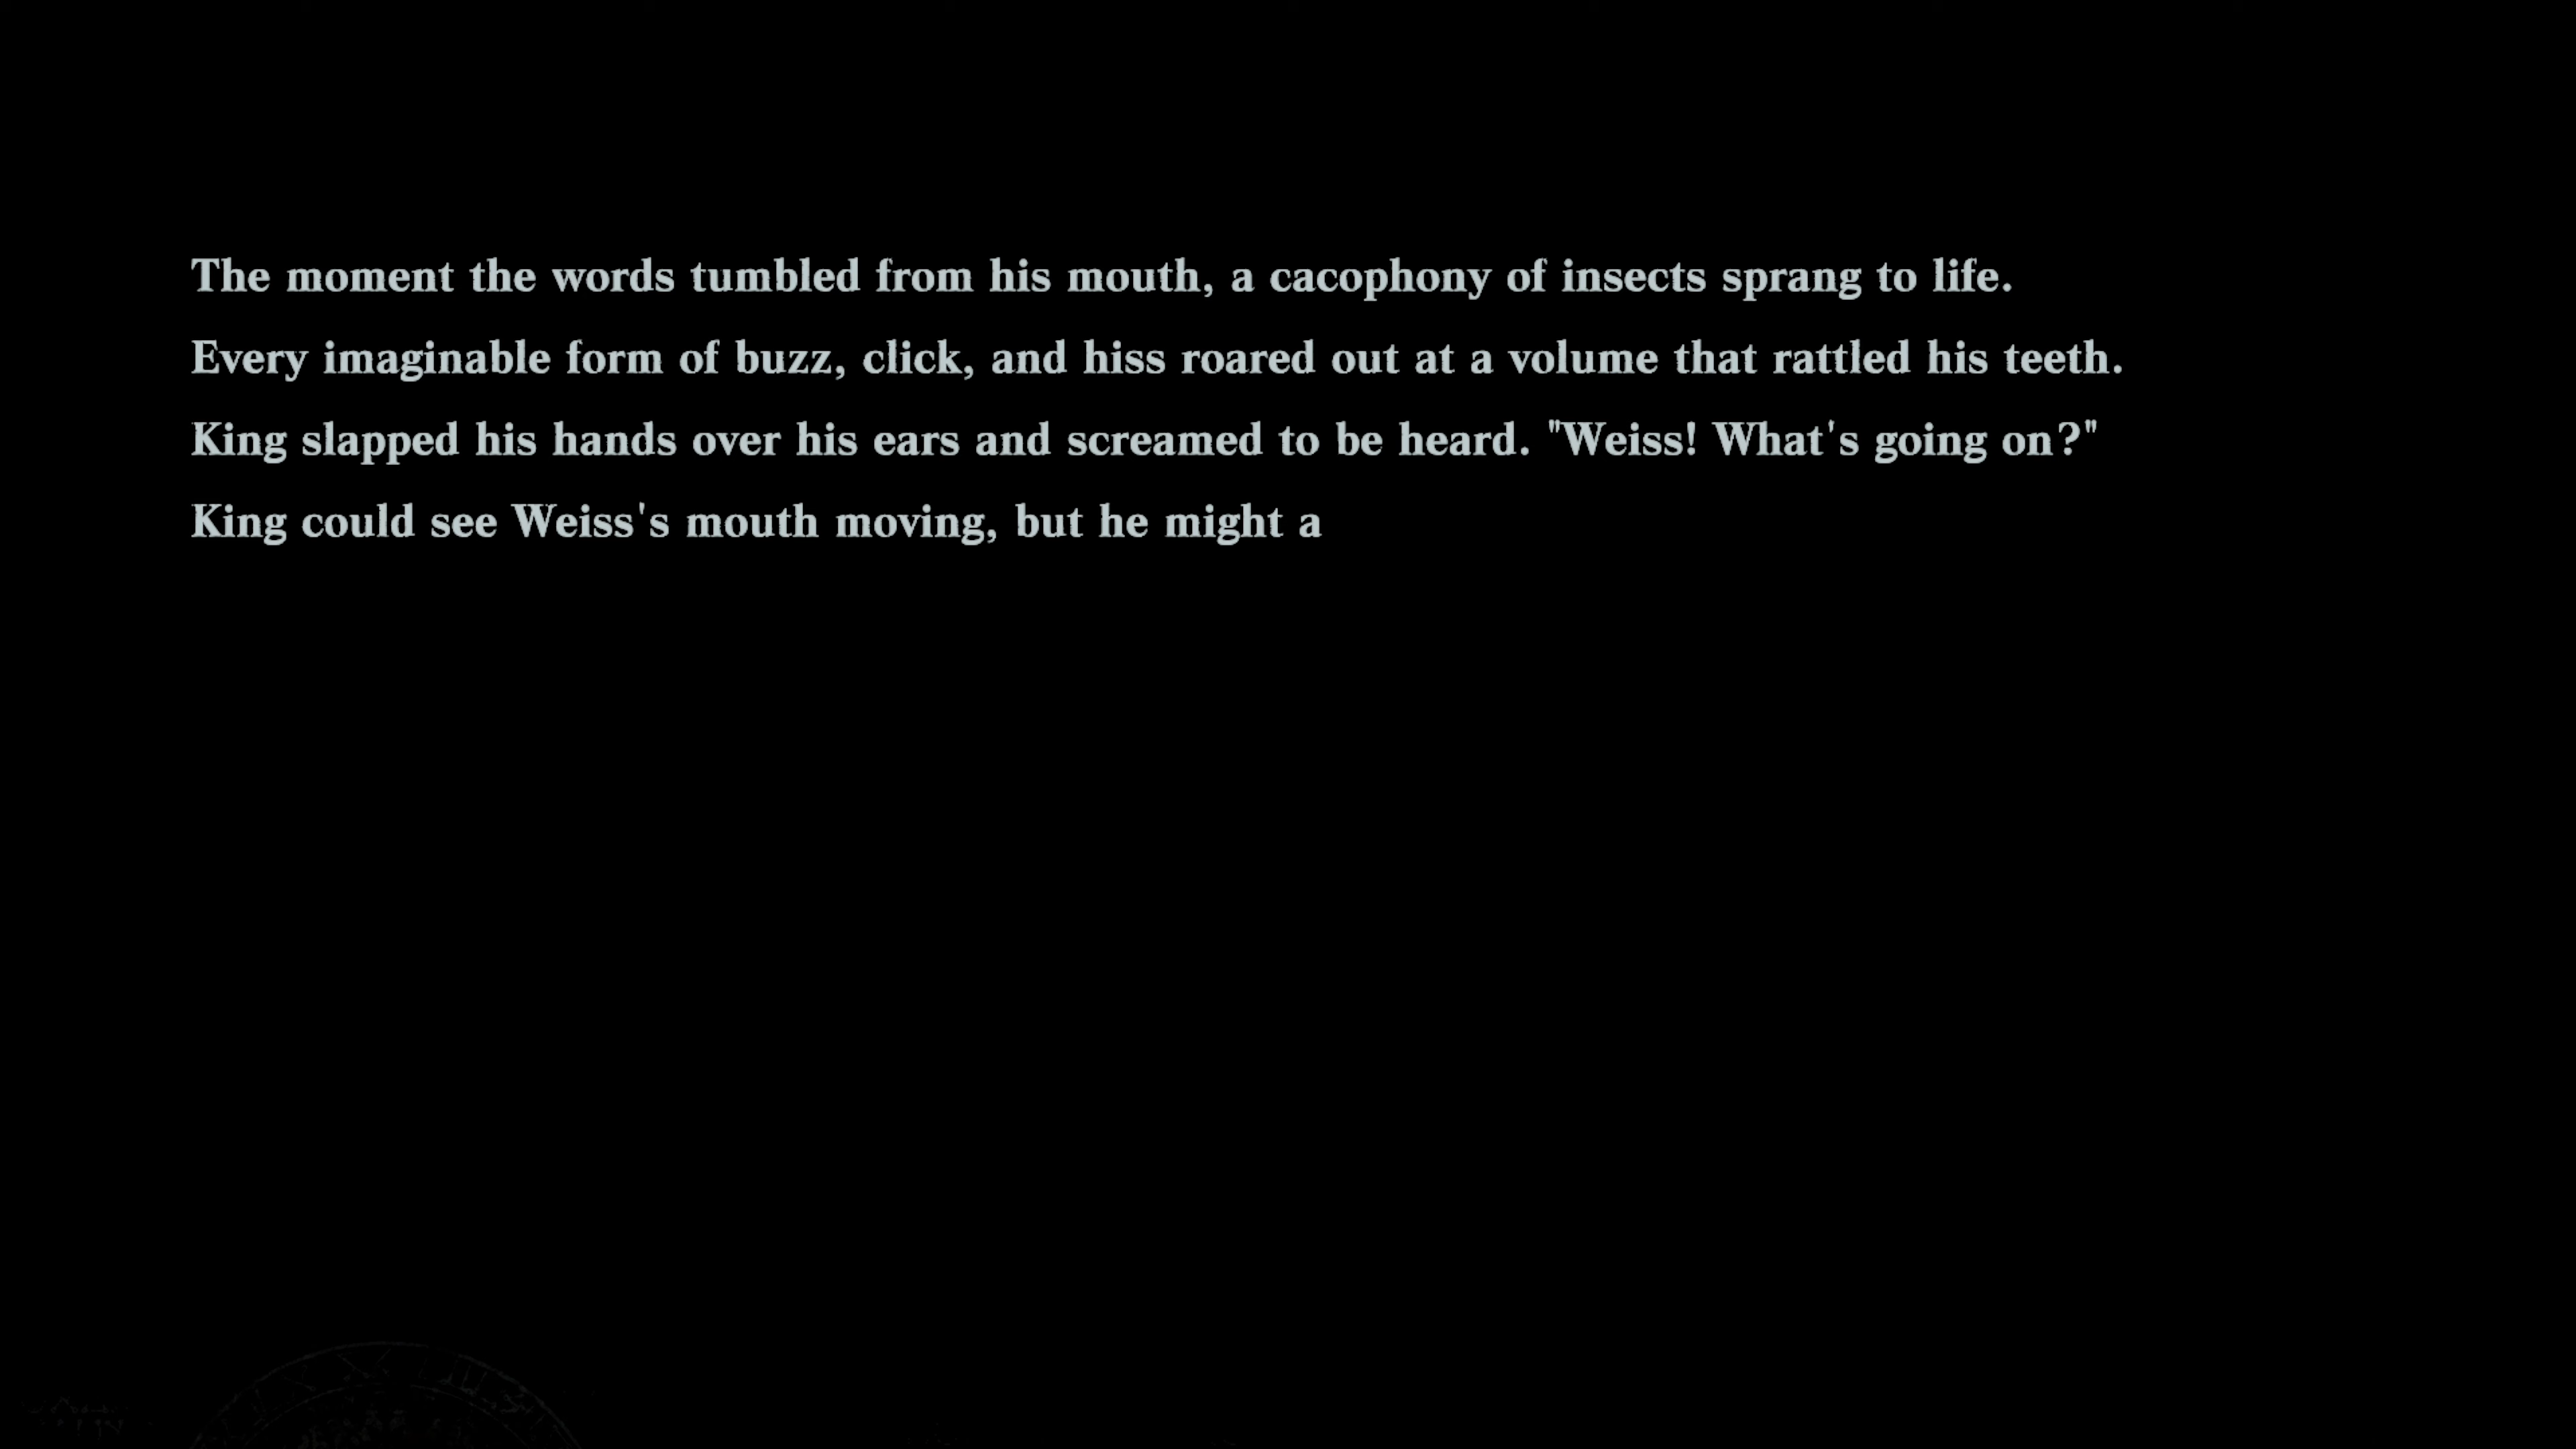 The moment the words tumbled from his mouth, a cacophony of insects sprang to life.
Every imaginable form of buzz, click, and hiss roared out at a volume that rattled his teeth.
King slapped his hands over his ears and screamed to be heard. "Weiss! What's going on?"
King could see Weiss's mouth moving, but he might a